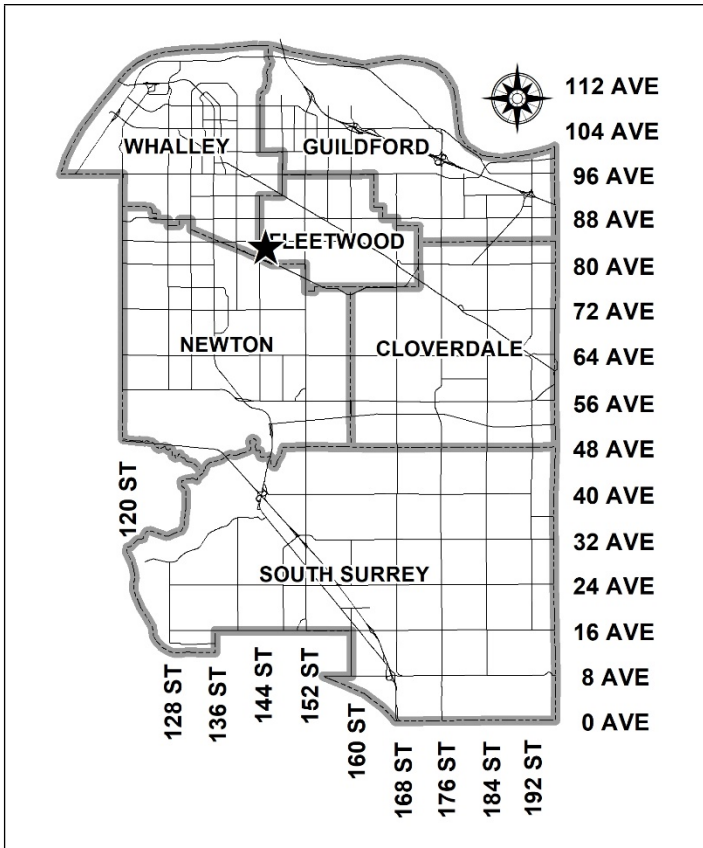 112 AVE
104 AVE
WHALLEY
GUILDFORD
96 AVE
88 AVE
FLEETWOOD
80 AVE
72 AVE
NEWTON
CLOVERDALE
64 AVE
56 AVE
48 AVE
120 ST
40 AVE
32 AVE
SOUTH SURREY
24 AVE
16 AVE
128 ST
136 ST
144 ST
152 ST
8 AVE
160 ST
0 AVE
168 ST
176 ST
184 ST
192 ST